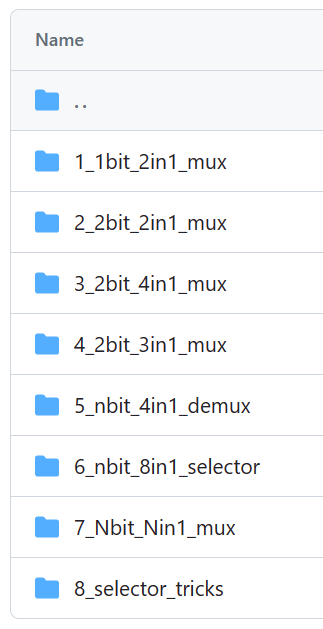 Name
..
1_1bit_2in1_mux
2_2bit_2in1_mux
3_2bit_4in1_mux
4_2bit_3in1_mux
5_nbit_4in1_demux
6_nbit_8in1_selector
7_Nbit_Nin1_mux
8_selector_tricks